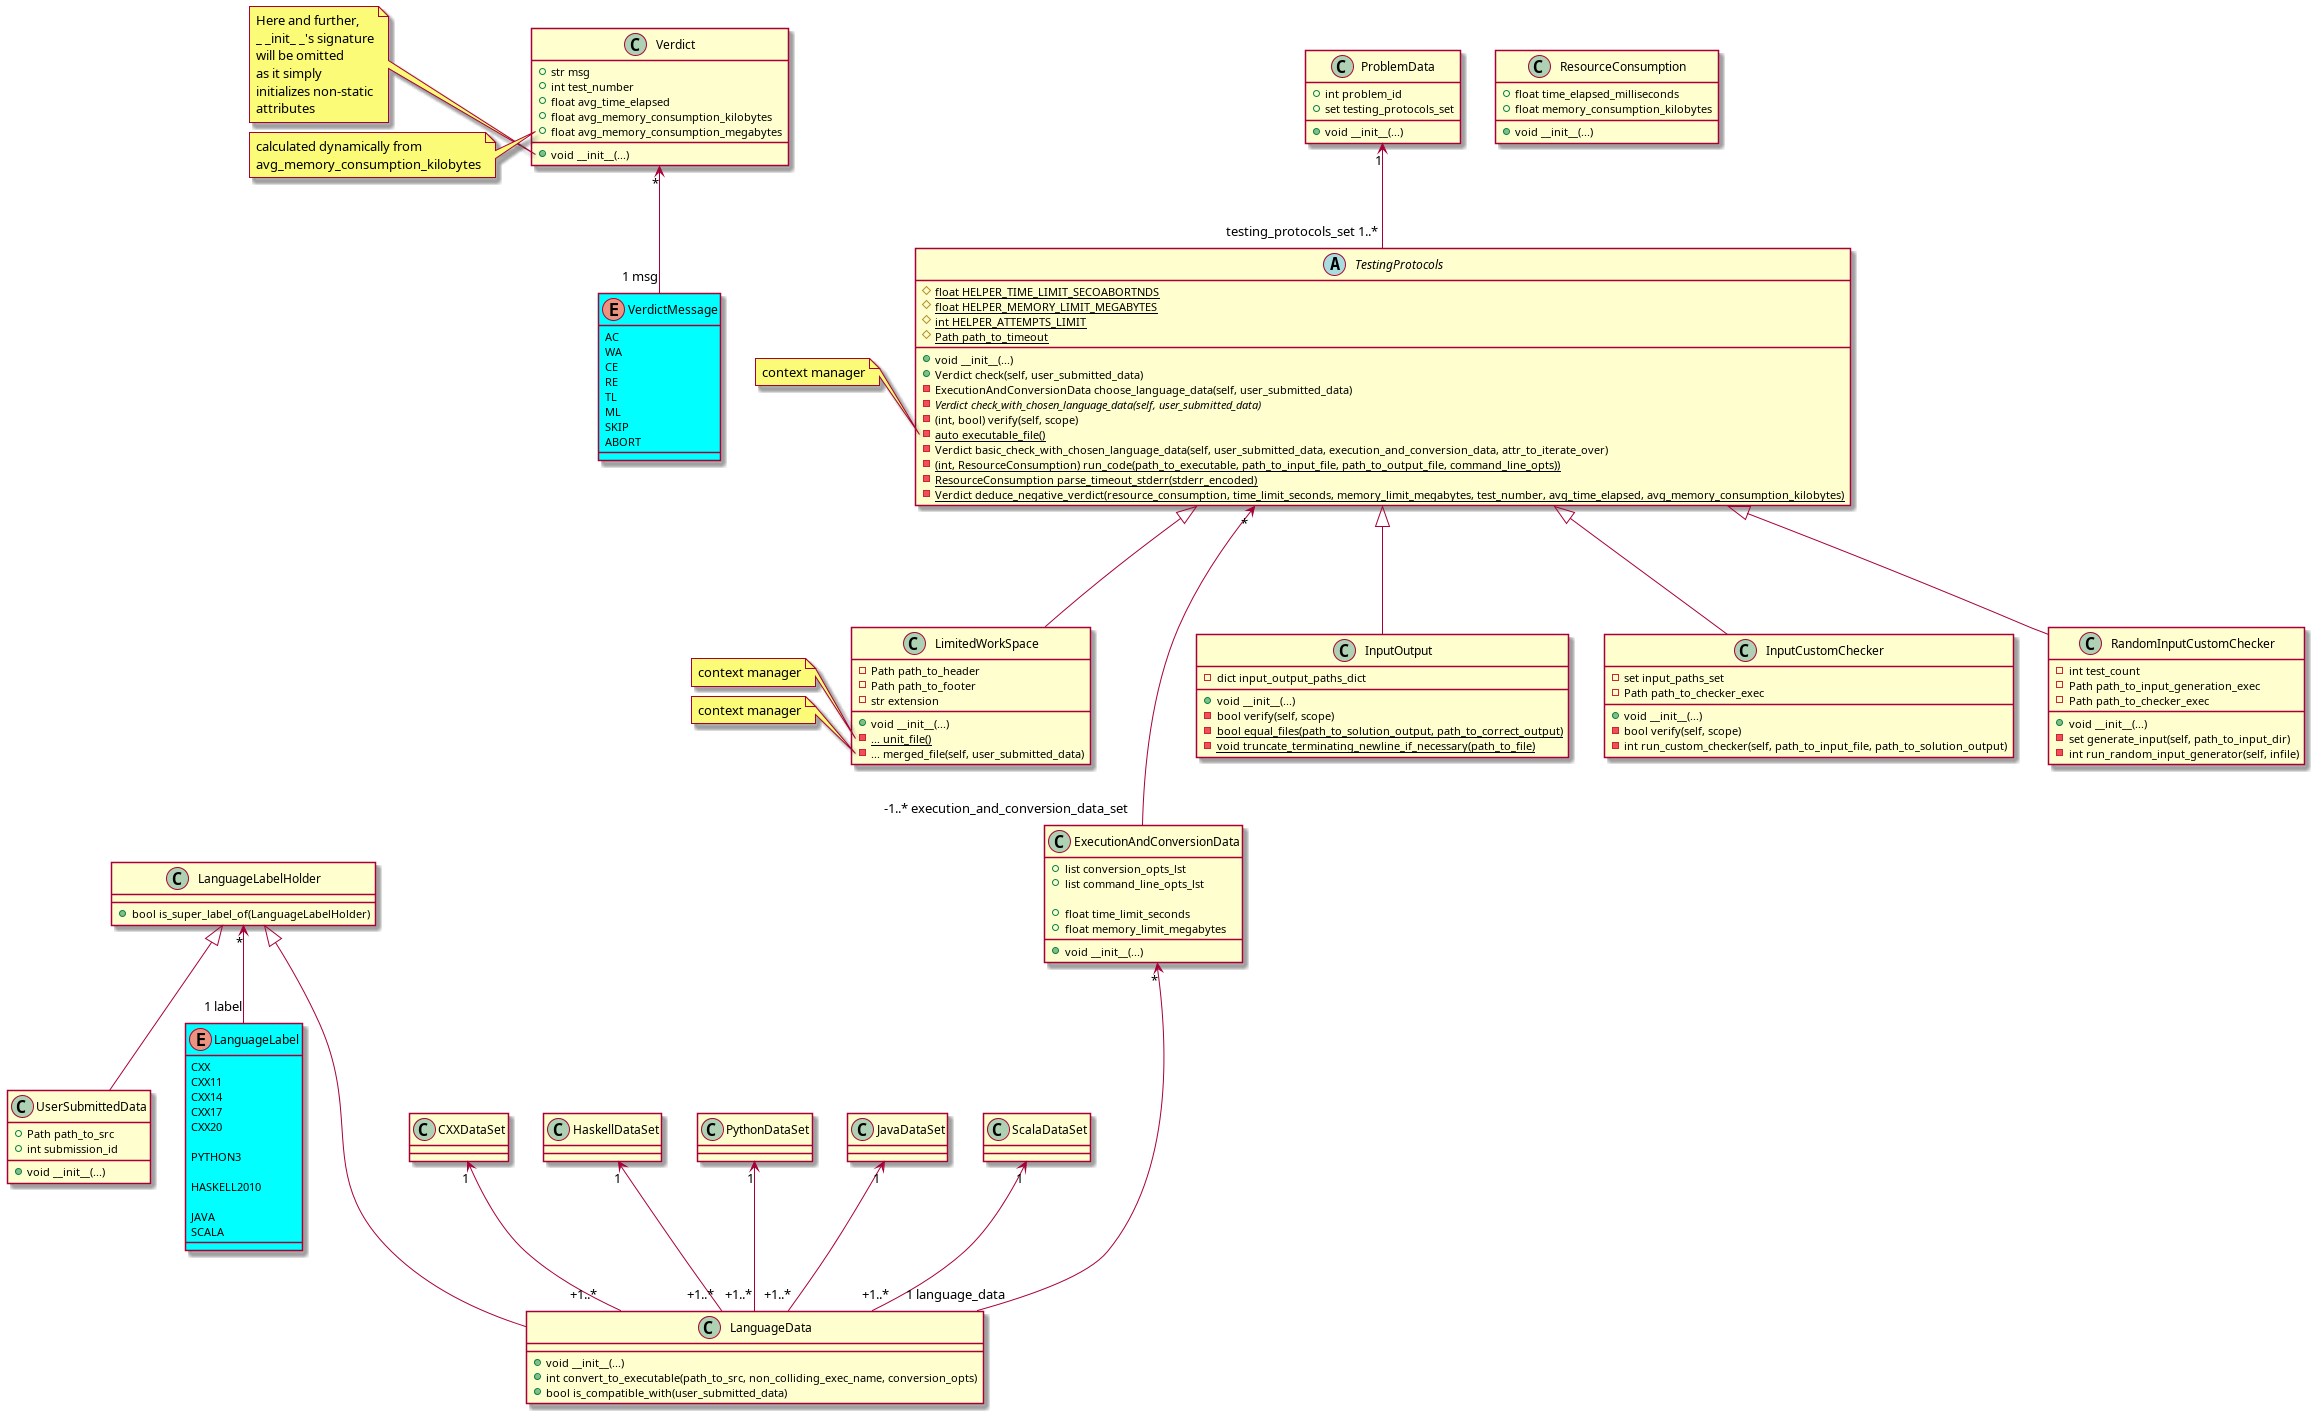 Here and further,
_ _init_ _'s signature
will be omitted
as it simply
initializes non-static
attributes
calculated dynamically from
avg_memory_consumption_kilobytes
C Verdict
str msg
int test_number
float avg_time_elapsed
float avg_memory_consumption_kilobytes
float avg_memory_consumption_megabytes
void __init__(...)
*
1 msg
E VerdictMessage
AC
WA
CE
RE
TL
ML
SKIP
ABORT
C ProblemData
int problem_id
set testing_protocols_set
void __init__(...)
1
testing_protocols_set 1..*
C ResourceConsumption
float time_elapsed_milliseconds
float memory_consumption_kilobytes
void __init__(...)
A TestingProtocols
float HELPER_TIME_LIMIT_SECOABORTNDS
float HELPER_MEMORY_LIMIT_MEGABYTES
int HELPER_ATTEMPTS_LIMIT
Path path_to_timeout
void __init__(...)
Verdict check(self, user_submitted_data)
ExecutionAndConversionData choose_language_data(self, user_submitted_data)
Verdict check_with_chosen_language_data(self, user_submitted_data)
(int, bool) verify(self, scope)
auto executable_file()
Verdict basic_check_with_chosen_language_data(self, user_submitted_data, execution_and_conversion_data, attr_to_iterate_over)
(int, ResourceConsumption) run_code(path_to_executable, path_to_input_file, path_to_output_file, command_line_opts))
ResourceConsumption parse_timeout_stderr(stderr_encoded)
Verdict deduce_negative_verdict(resource_consumption, time_limit_seconds, memory_limit_megabytes, test_number, avg_time_elapsed, avg_memory_consumption_kilobytes)
context manager
*
context manager
context manager
C LimitedWorkSpace
Path path_to_header
Path path_to_footer
str extension
void __init__(...)
... unit_file()
... merged_file(self, user_submitted_data)
C InputOutput
dict input_output_paths_dict
void __init__(...)
bool verify(self, scope)
bool equal_files(path_to_solution_output, path_to_correct_output)
void truncate_terminating_newline_if_necessary(path_to_file)
C InputCustomChecker
set input_paths_set
Path path_to_checker_exec
void __init__(...)
bool verify(self, scope)
int run_custom_checker(self, path_to_input_file, path_to_solution_output)
C RandomInputCustomChecker
int test_count
Path path_to_input_generation_exec
Path path_to_checker_exec
void __init__(...)
set generate_input(self, path_to_input_dir)
int run_random_input_generator(self, infile)
-1..* execution_and_conversion_data_set
C ExecutionAndConversionData
list conversion_opts_lst
list command_line_opts_lst
float time_limit_seconds
float memory_limit_megabytes
void __init__(...)
*
C LanguageLabelHolder
bool is_super_label_of(LanguageLabelHolder)
*
1 label
C UserSubmittedData
Path path_to_src
int submission_id
void __init__(...)
E LanguageLabel
CXX
CXX11
CXX14
CXX17
CXX20
PYTHON3
HASKELL2010
JAVA
SCALA
C CXXDataSet
C HaskellDataSet
C PythonDataSet
C JavaDataSet
C ScalaDataSet
1
1
1
1
1
+1..*
+1..*
+1..*
+1..*
+1..*
1 language_data
C LanguageData
void __init__(...)
int convert_to_executable(path_to_src, non_colliding_exec_name, conversion_opts)
bool is_compatible_with(user_submitted_data)